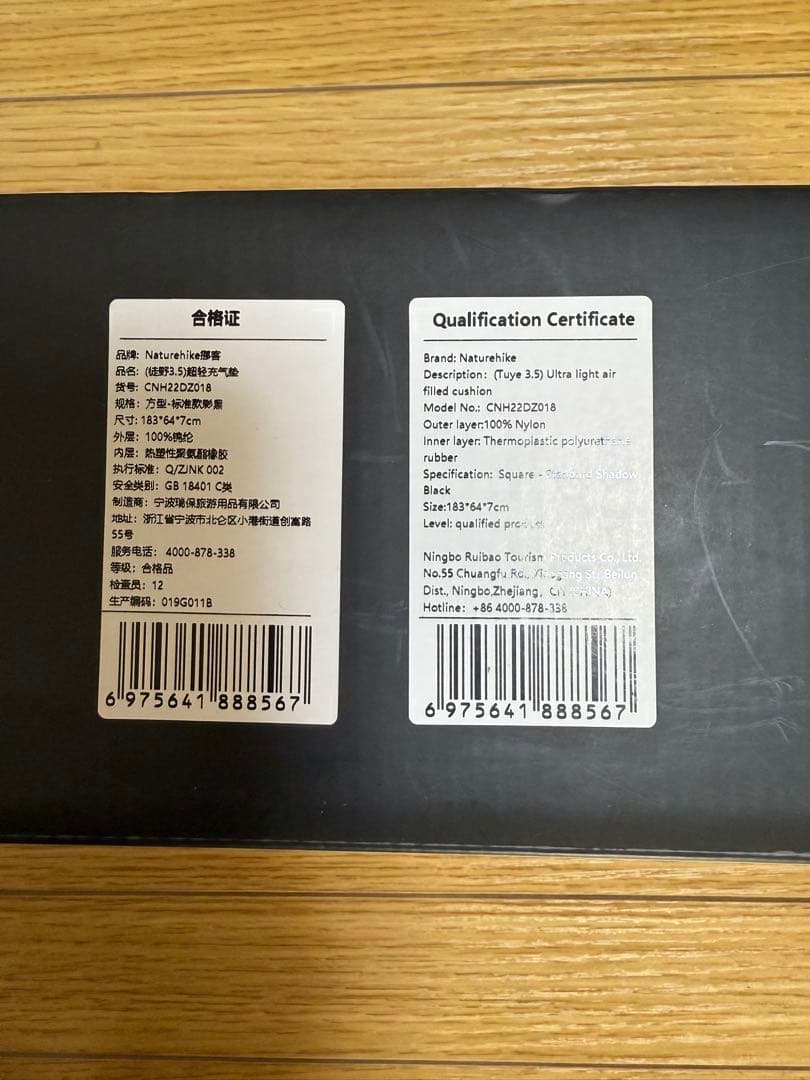 合格证
品牌: Naturehike挪客
品名: (徒野3.5)超轻充气垫
货号: CNH22DZ018
规格: 方型-标准款影黑
尺寸: 183*64*7cm
外层: 100%锦纶
内层: 热塑性聚氨酯橡胶
执行标准: Q/ZJNK 002
安全类别: GB 18401 C类
制造商: 宁波瑞保旅游用品有限公司
地址: 浙江省宁波市北仑区小港街道创富路
55号
服务电话: 4000-878-338
等级: 合格品
检查员: 12
生产编码: 019G011B
6 975641 888567
Qualification Certificate
Brand: Naturehike
Description: (Tuye 3.5) Ultra light air
filled cushion
Model No.: CNH22DZ018
Outer layer:100% Nylon
Inner layer: Thermoplastic polyurethane
rubber
Specification: Square - Standard Shadow
Black
Size:183*64*7cm
Level: qualified product
Ningbo Ruibao Tourism Products Co., Ltd.
No.55 Chuangfu Rd., Xiaogang St., Beilun
Dist., Ningbo,Zhejiang, (CHINA)
Hotline: +86 4000-878-338
6 975641 888567